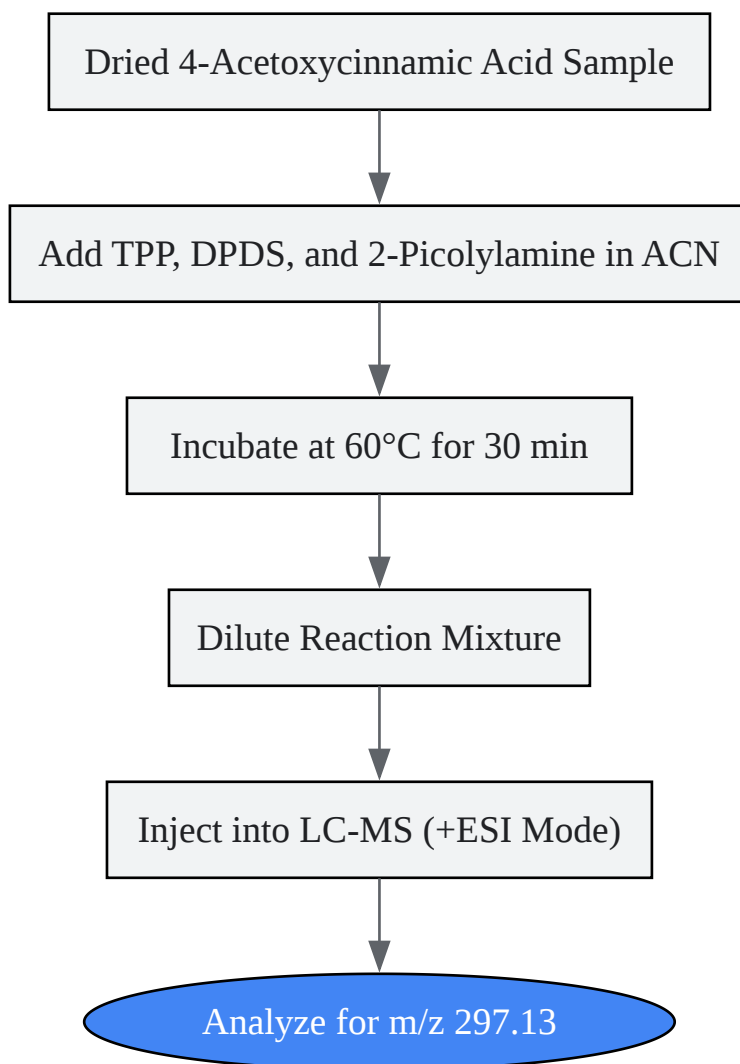 Dried 4-Acetoxycinnamic Acid Sample
Add TPP, DPDS, and 2-Picolylamine in ACN
Incubate at 60°C for 30 min
Dilute Reaction Mixture
Inject into LC-MS (+ESI Mode)
Analyze for m/z 297.13